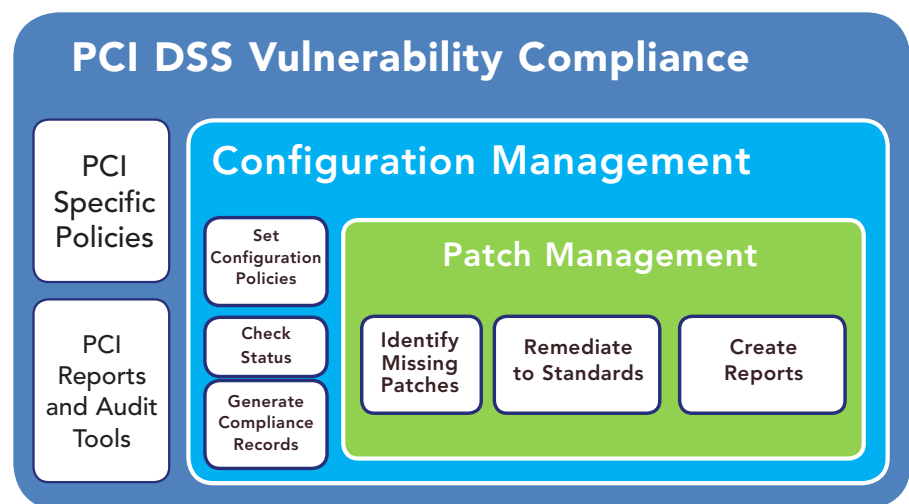 PCI DSS Vulnerability Compliance
PCI
Specific
Policies
PCI
Reports
and Audit
Tools
Configuration Management
Set
Configuration
Policies
Check
Status
Generate
Compliance
Records
Patch Management
Identify
Missing
Patches
Remediate
to Standards
Create
Reports